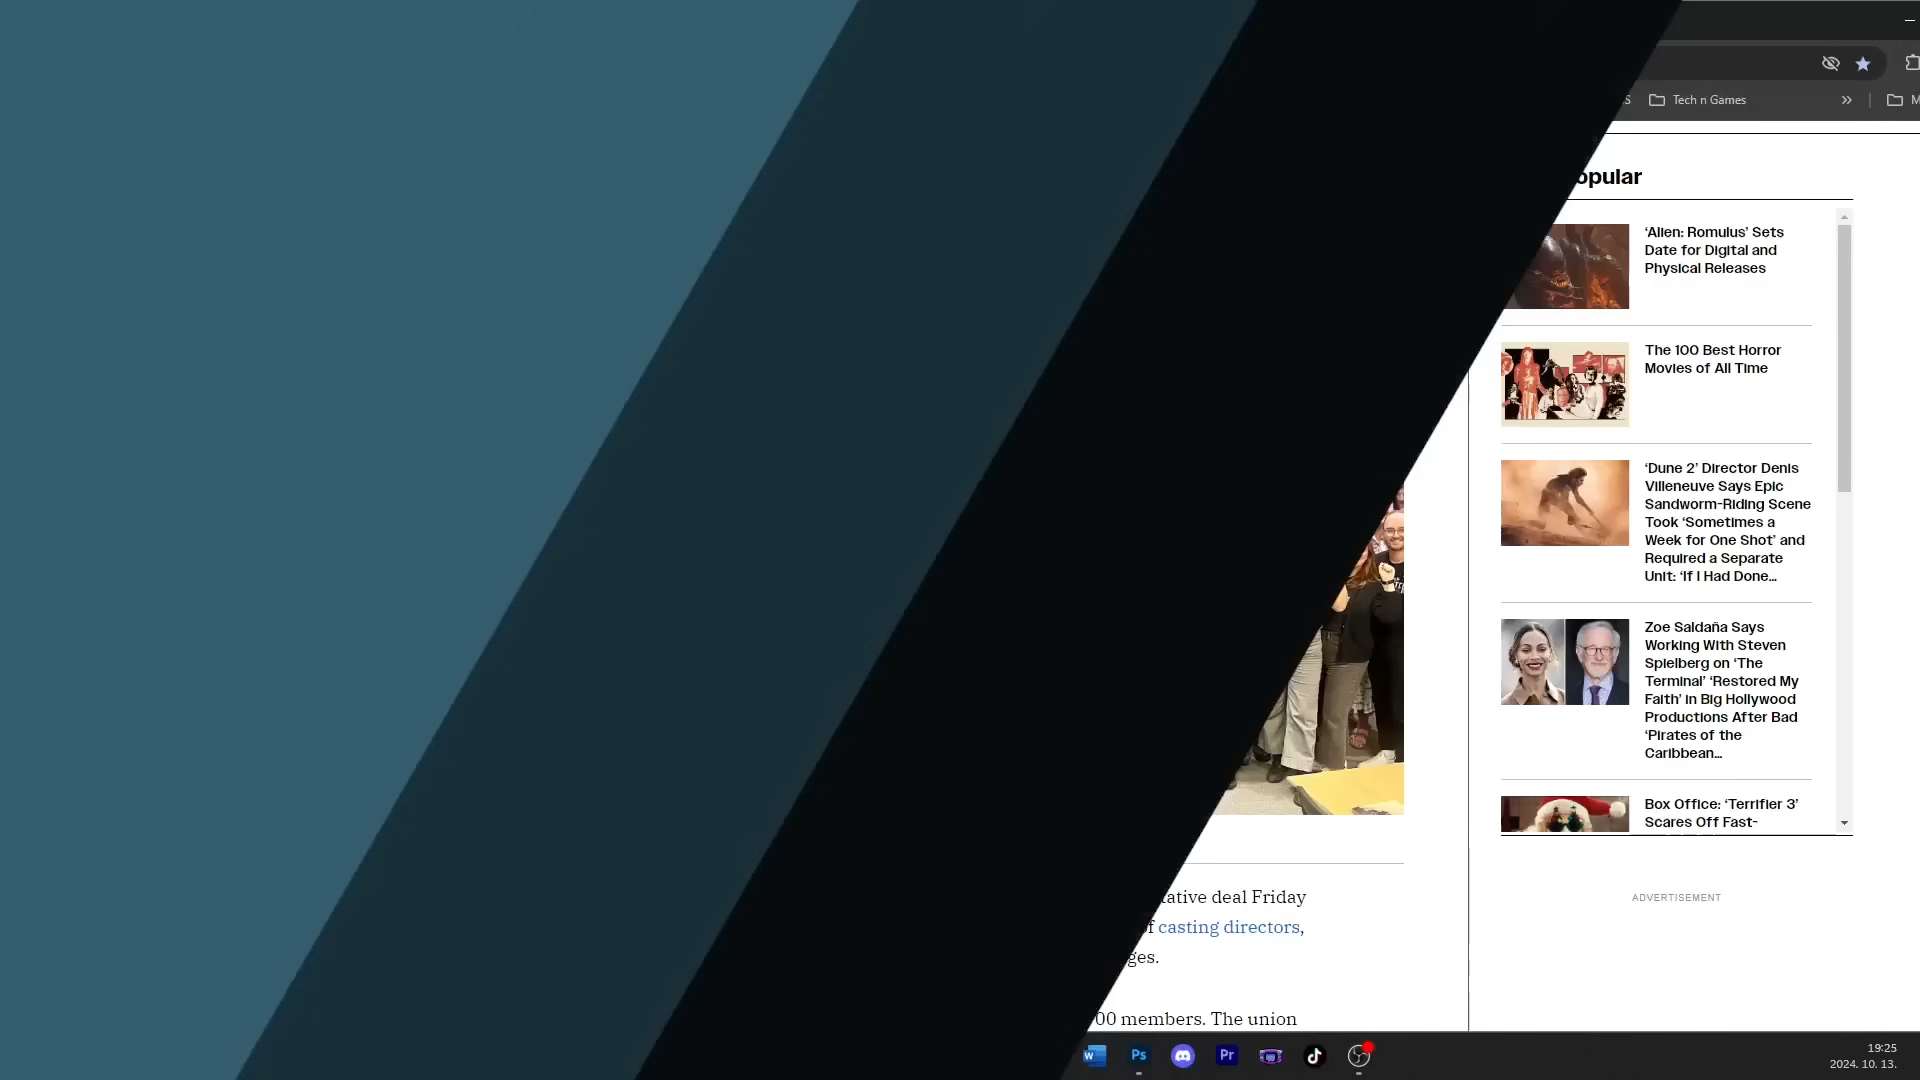 Tech n Games
opular
‘Alien: Romulus’ Sets
Date for Digital and
Physical Releases
The 100 Best Horror
Movies of All Time
‘Dune 2’ Director Denis
Villeneuve Says Epic
Sandworm-Riding Scene
Took ‘Sometimes a
Week for One Shot’ and
Required a Separate
Unit: ‘If I Had Done…
Zoe Saldaña Says
Working With Steven
Spielberg on ‘The
Terminal’ ‘Restored My
Faith’ in Big Hollywood
Productions After Bad
‘Pirates of the
Caribbean…
Box Office: ‘Terrifier 3’
Scares Off Fast-
ADVERTISEMENT
tative deal Friday
of casting directors,
ges.
00 members. The union
W
Ps
Pr
19:25
2024. 10. 13.